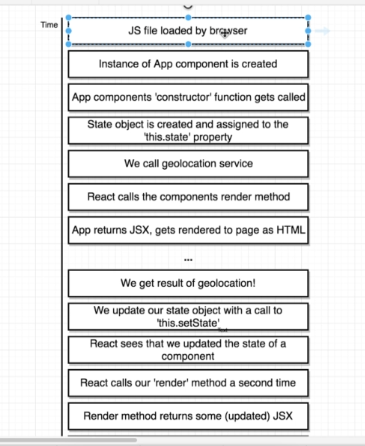 Time
JS file loaded by browser
Instance of App component is created
App components 'constructor' function gets called
State object is created and assigned to the
'this.state' property
We call geolocation service
React calls the components render method
App returns JSX, gets rendered to page as HTML
...
We get result of geolocation!
We update our state object with a call to
'this.setState'
React sees that we updated the state of a
component
React calls our 'render' method a second time
Render method returns some (updated) JSX